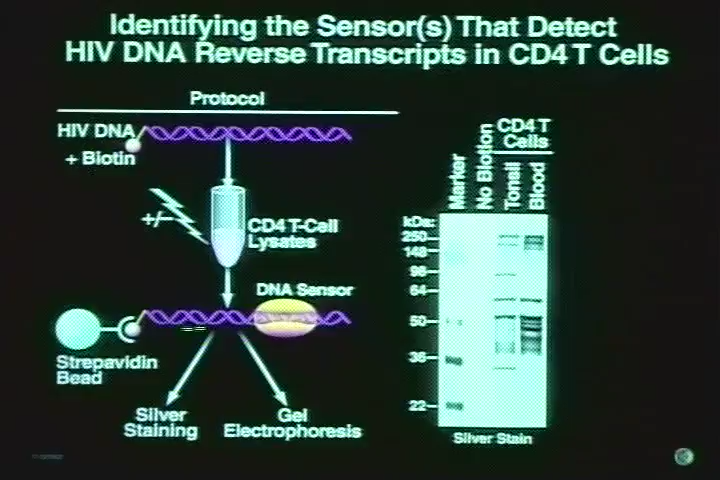 Identifying the Sensor(s) That Detect
HIV DNA Reverse Transcripts in CD4 T Cells
Protocol
HIV DNA
+ Biotin
+/–
CD4 T-Cell
Lysates
DNA Sensor
Strepavidin
Bead
Silver
Staining
Gel
Electrophoresis
CD4 T
Cells
Marker
No Biotion
Tonsil
Blood
kDa:
250
148
98
64
50
36
22
Silver Stain